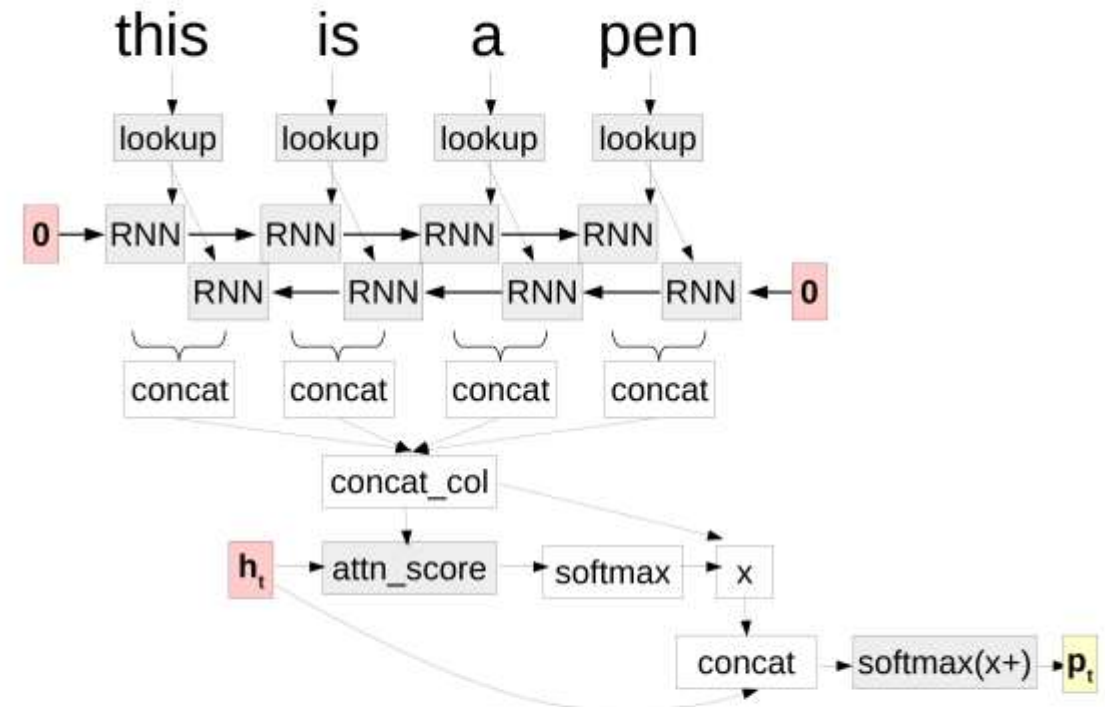 this is a pen
lookup lookup lookup lookup
0 RNN RNN RNN RNN
RNN RNN RNN RNN 0
concat concat concat concat
concat_col
ht attn_score softmax x
concat softmax(x+) pt